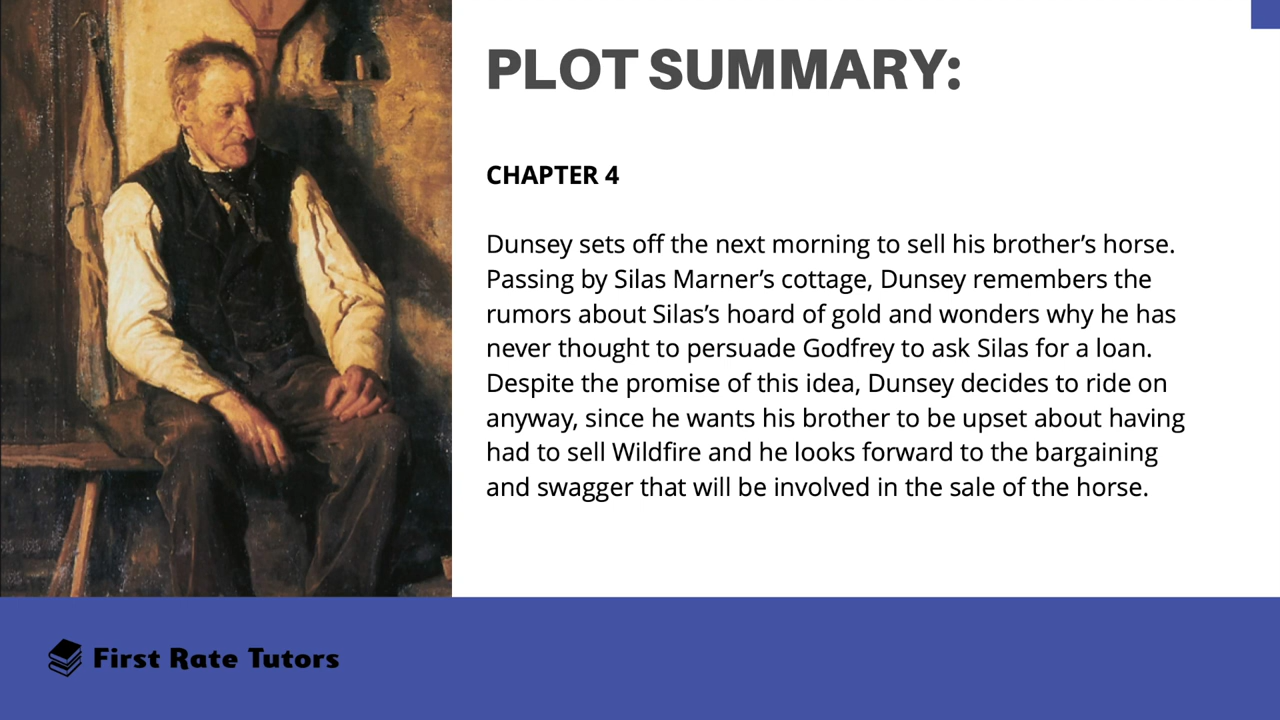 PLOT SUMMARY:
CHAPTER 4
Dunsey sets off the next morning to sell his brother’s horse.
Passing by Silas Marner’s cottage, Dunsey remembers the
rumors about Silas’s hoard of gold and wonders why he has
never thought to persuade Godfrey to ask Silas for a loan.
Despite the promise of this idea, Dunsey decides to ride on
anyway, since he wants his brother to be upset about having
had to sell Wildfire and he looks forward to the bargaining
and swagger that will be involved in the sale of the horse.
First Rate Tutors